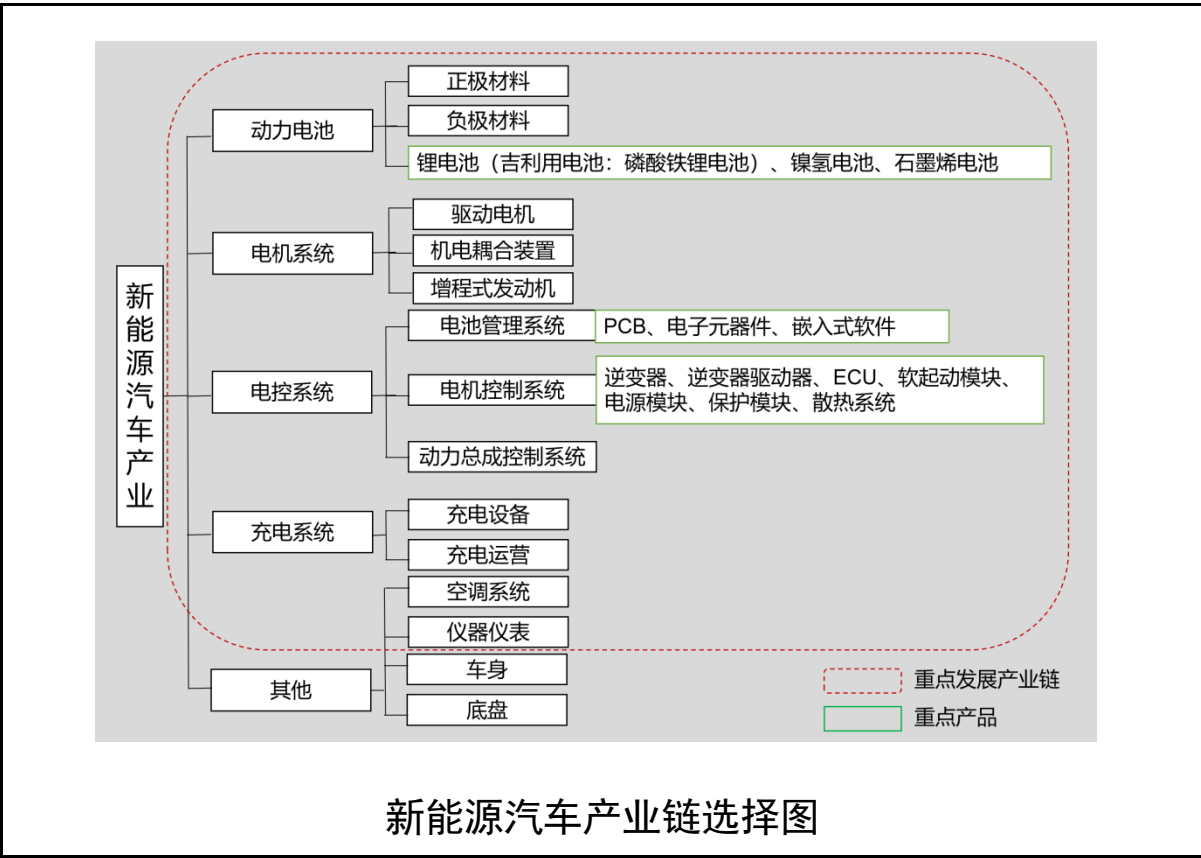 新能源汽车产业
动力电池
正极材料
负极材料
锂电池（吉利用电池：磷酸铁锂电池）、镍氢电池、石墨烯电池
电机系统
驱动电机
机电耦合装置
增程式发动机
电控系统
电池管理系统
PCB、电子元器件、嵌入式软件
电机控制系统
逆变器、逆变器驱动器、ECU、软起动模块、
电源模块、保护模块、散热系统
动力总成控制系统
充电系统
充电设备
充电运营
其他
空调系统
仪器仪表
车身
底盘
重点发展产业链
重点产品
新能源汽车产业链选择图